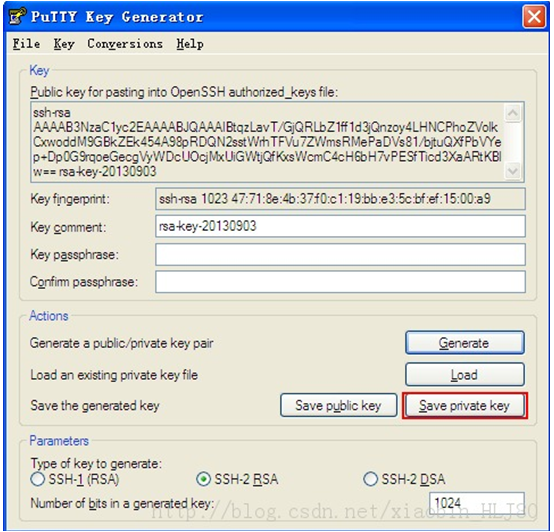 PuTTY Key Generator
File Key Conversions Help
Key
Public key for pasting into OpenSSH authorized_keys file:
ssh-rsa
AAAAB3NzaC1yc2EAAAABJQAAAIBtqzLavT/GjQRLbZ1ff1d3jQnzoy4LHNCPhoZVolk
CxwoddM9GBkZEk454A98pRDQN2sstWrhTFVu7ZWmsRMePaDVs81/bjtuQXfPbVYe
p+Dp0G9rqoeGecgVyWDcUOcjMxUiGWtjQfKxsWcmC4cH6bH7vPESfTicd3XaARtKBl
w== rsa-key-20130903
Key fingerprint: ssh-rsa 1023 47:71:8e:4b:37:f0:c1:19:bb:e3:5c:bf:ef:15:00:a9
Key comment: rsa-key-20130903
Key passphrase:
Confirm passphrase:
Actions
Generate a public/private key pair Generate
Load an existing private key file Load
Save the generated key Save public key Save private key
Parameters
Type of key to generate:
SSH-1 (RSA) SSH-2 RSA SSH-2 DSA
Number of bits in a generated key: 1024
http://blog.csdn.net/xiaobin_HLJ80